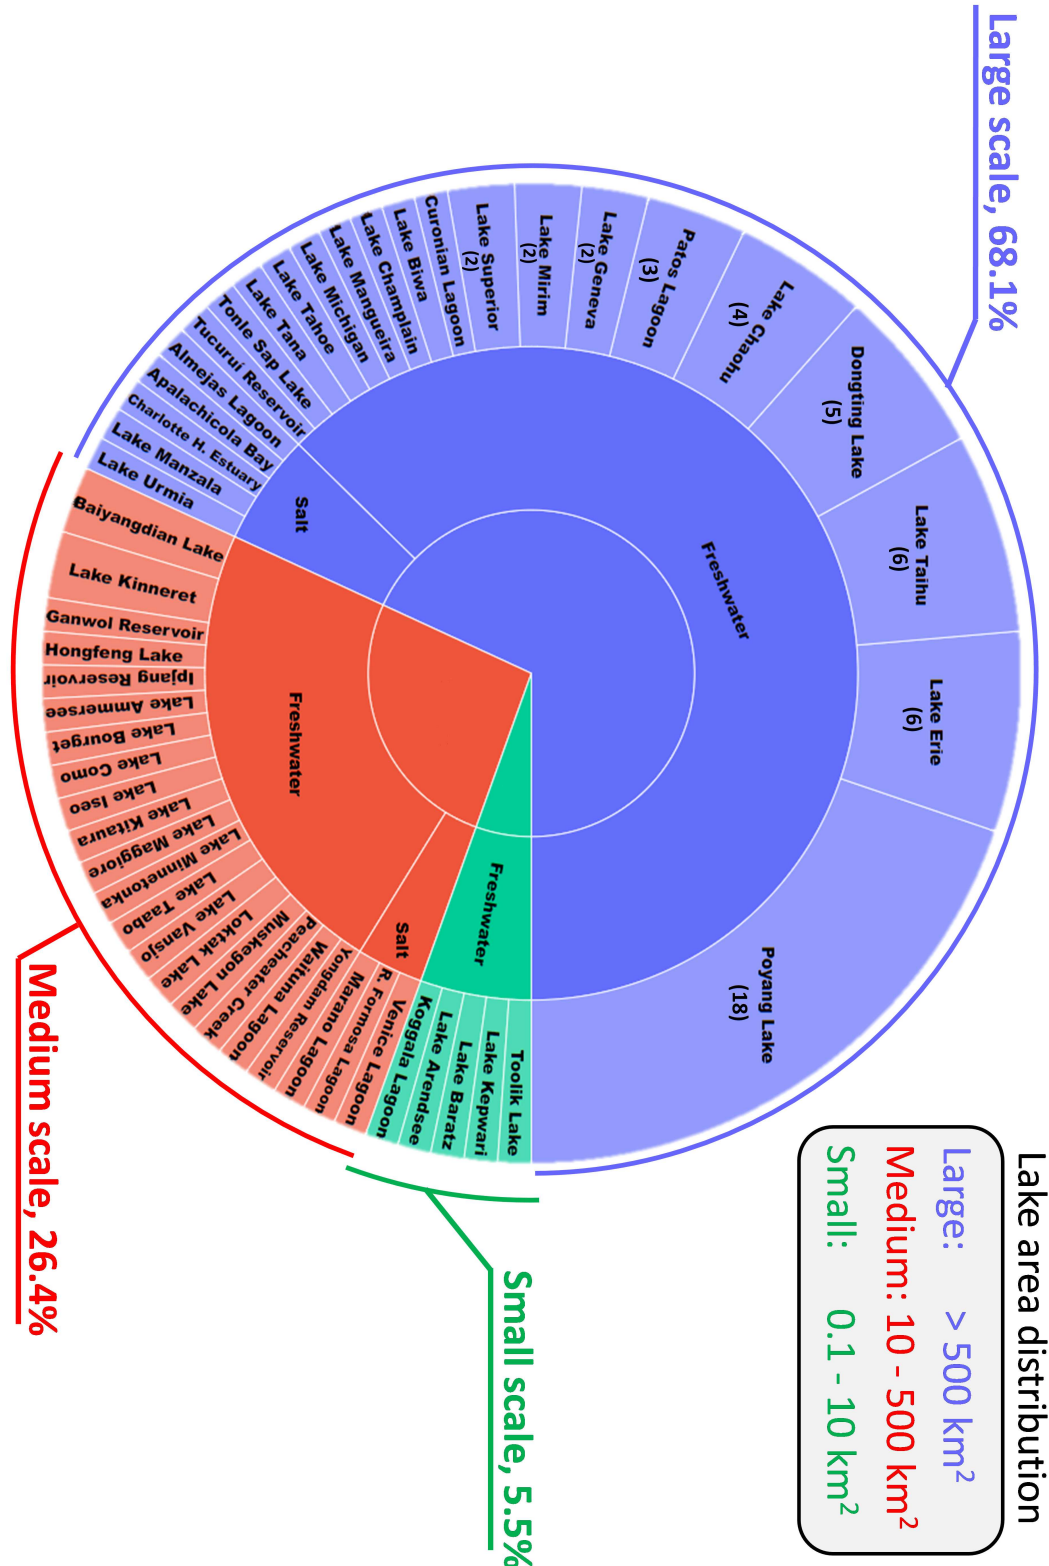 Lake area distribution
Large: > 500 km²
Medium: 10 - 500 km²
Small: 0.1 - 10 km²
Large scale, 68.1%
Medium scale, 26.4%
Small scale, 5.5%
Freshwater
Salt
Freshwater
Salt
Freshwater
Poyang Lake
(18)
Lake Erie
(6)
Lake Taihu
(6)
Dongting Lake
(5)
Lake Chaohu
(4)
Patos Lagoon
(3)
Lake Geneva
(2)
Lake Mirim
(2)
Lake Superior
(2)
Curonian Lagoon
Lake Biwa
Lake Champlain
Lake Mangueira
Lake Michigan
Lake Tahoe
Lake Tana
Tonle Sap Lake
Tucuruí Reservoir
Almejas Lagoon
Apalachicola Bay
Charlotte H. Estuary
Lake Manzala
Lake Urmia
Baiyangdian Lake
Lake Kinneret
Ganwol Reservoir
Hongfeng Lake
Ipjang Reservoir
Lake Ammersee
Lake Bourget
Lake Como
Lake Iseo
Lake Kitaura
Lake Maggiore
Lake Minnetonka
Lake Taabo
Lake Vansjo
Loktak Lake
Muskegon Lake
Peacheater Creek
Waituna Lagoon
Yongdam Reservoir
Marano Lagoon
R. Formosa Lagoon
Venice Lagoon
Koggala Lagoon
Lake Arendsee
Lake Baratz
Lake Kepwari
Toolik Lake